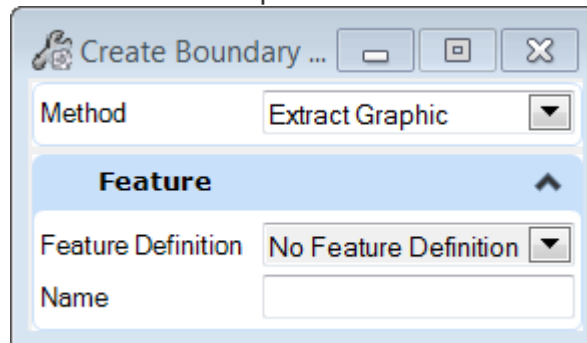 Create Boundary ...
Method Extract Graphic
Feature
Feature Definition No Feature Definition
Name